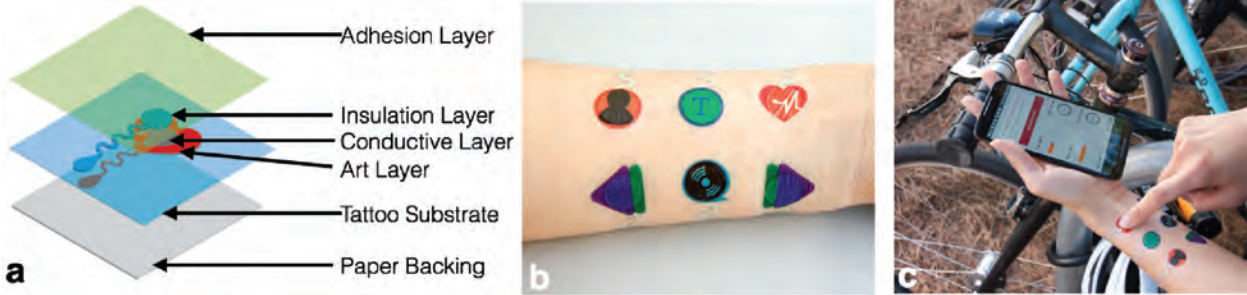 Adhesion Layer
Insulation Layer
Conductive Layer
Art Layer
Tattoo Substrate
Paper Backing
a
T
b
c